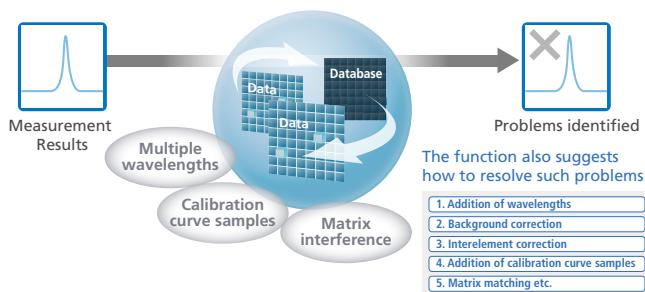 Measurement
Results
Data
Database
Data
Multiple
wavelengths
Calibration
curve samples
Matrix
interference
Problems identified
The function also suggests
how to resolve such problems
1. Addition of wavelengths
2. Background correction
3. Interelement correction
4. Addition of calibration curve samples
5. Matrix matching etc.